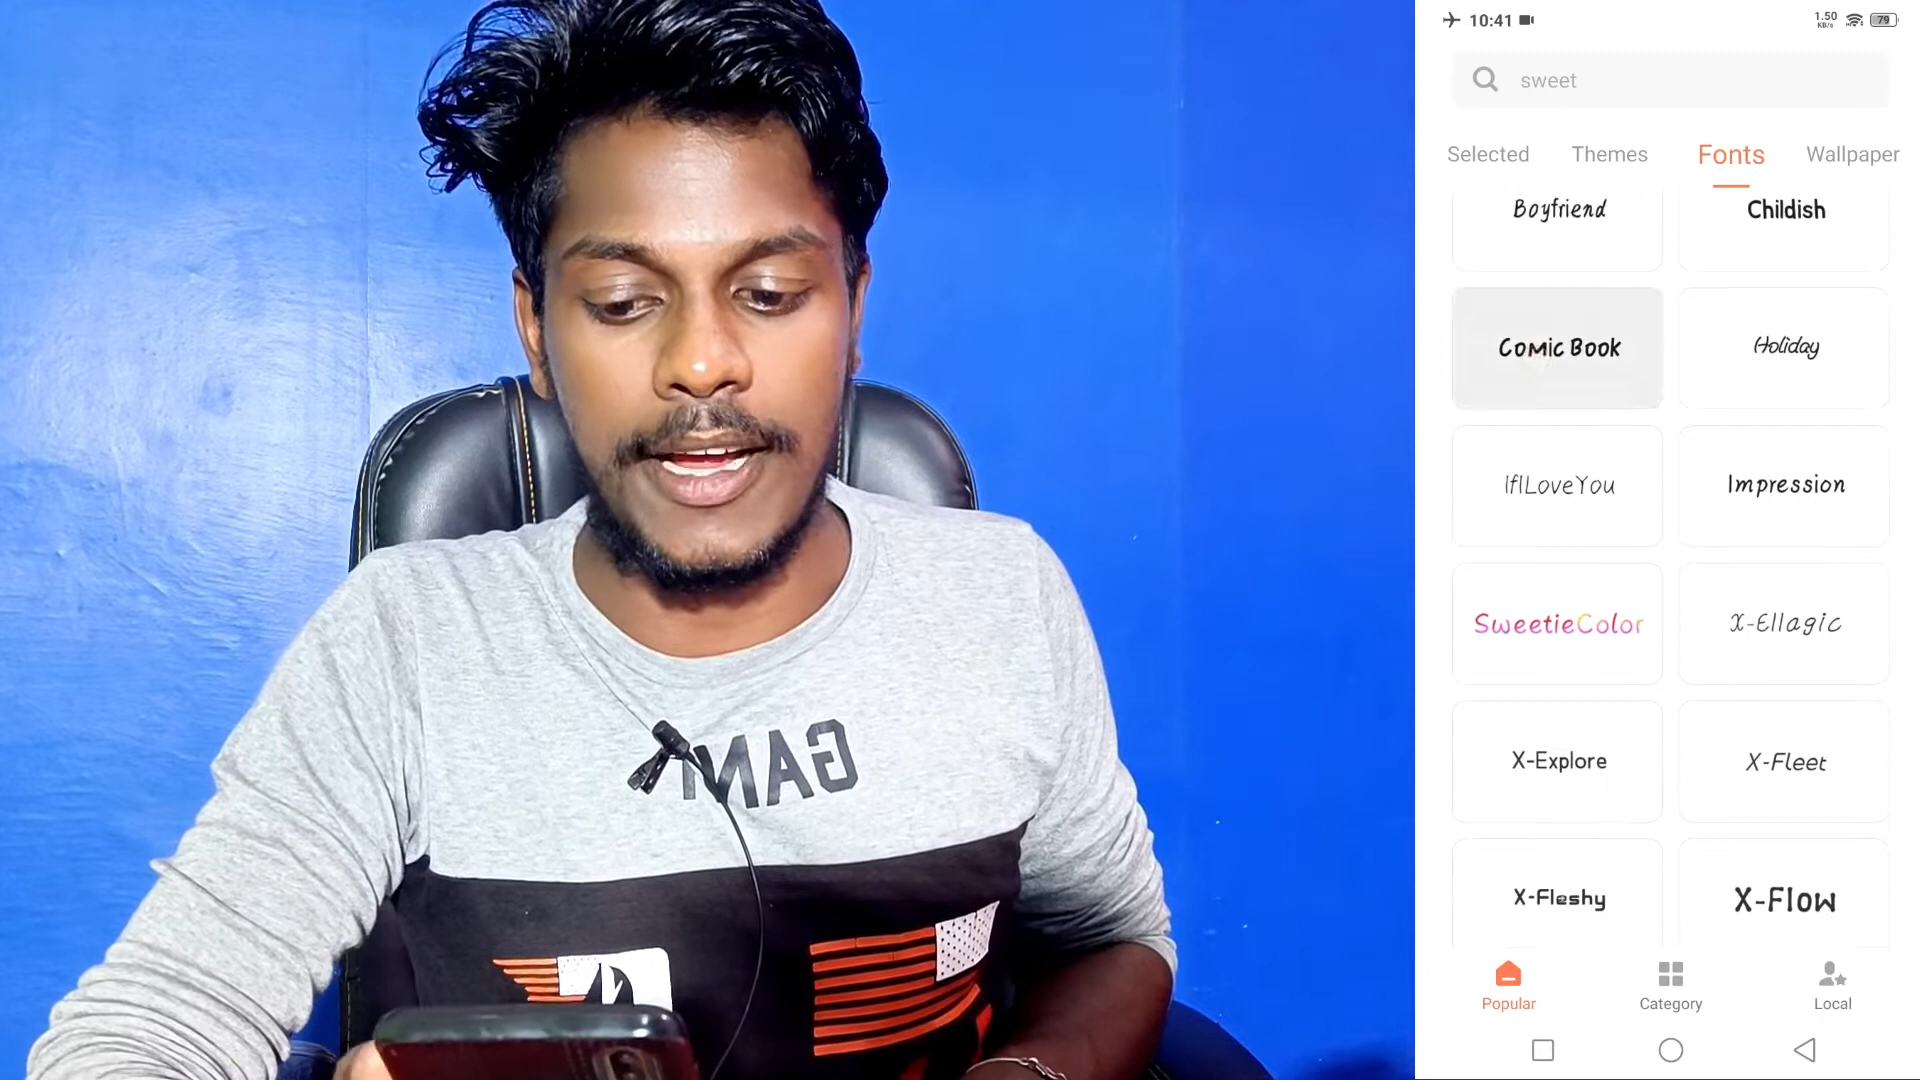 10:41
1.50
KB/s
79
sweet
Selected Themes Fonts Wallpaper
Boyfriend Childish
Comic Book Holiday
IfILoveYou Impression
SweetieColor X-Ellagic
X-Explore X-Fleet
X-Fleshy X-Flow
Popular Category Local
GAM